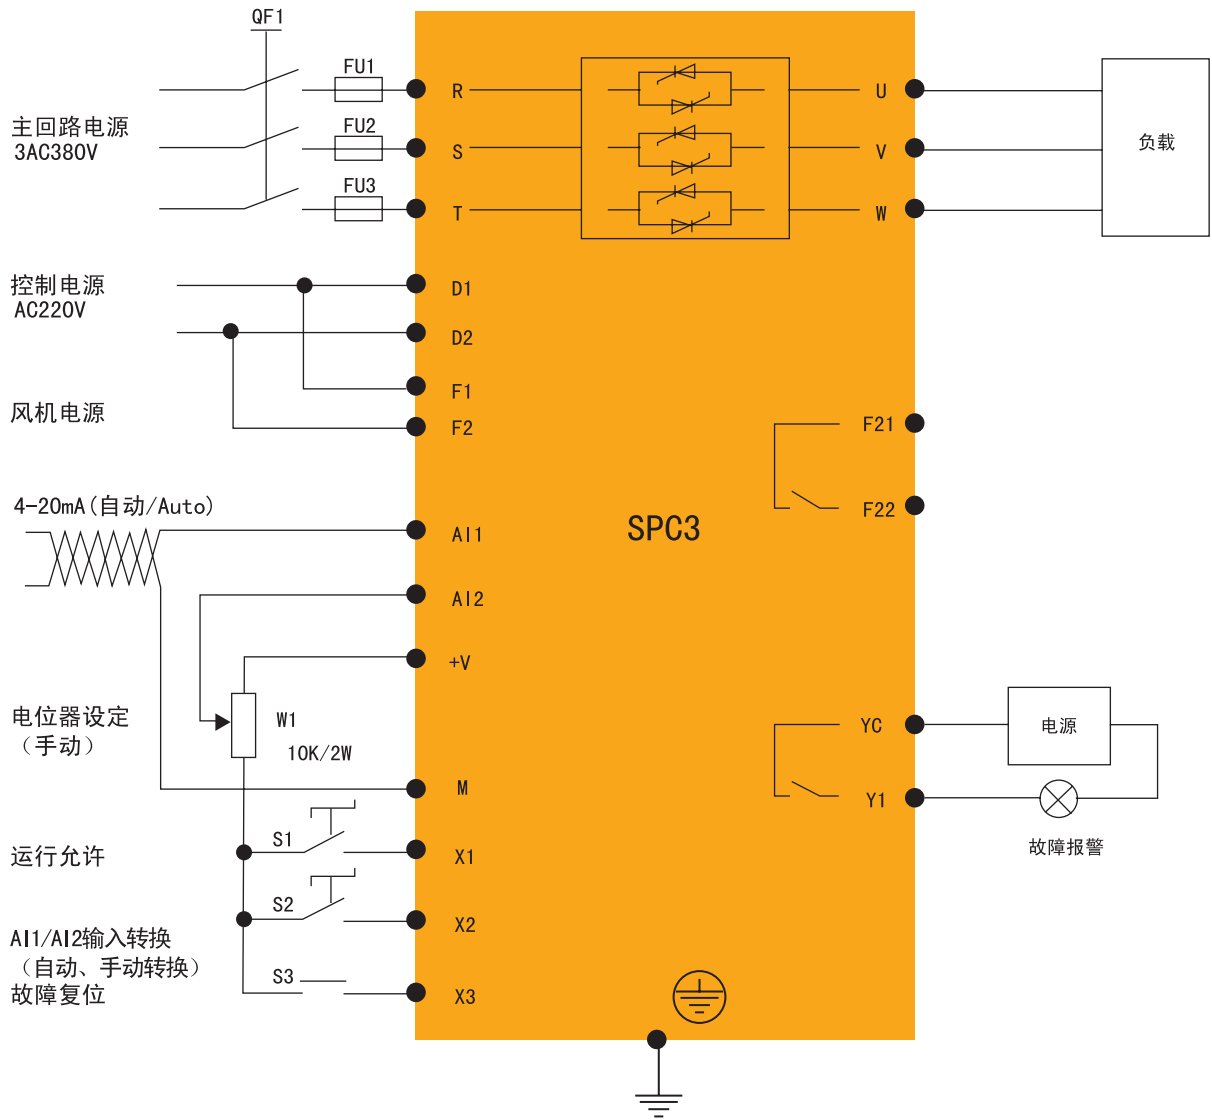 QF1
FU1
R
U
主回路电源
3AC380V
FU2
S
V
负载
FU3
T
W
控制电源
AC220V
D1
D2
F1
风机电源
F2
F21
F22
4-20mA(自动/Auto)
AI1
SPC3
AI2
+V
电位器设定
（手动）
W1
10K/2W
YC
电源
M
Y1
故障报警
运行允许
S1
X1
S2
X2
AI1/AI2输入转换
（自动、手动转换）
故障复位
S3
X3